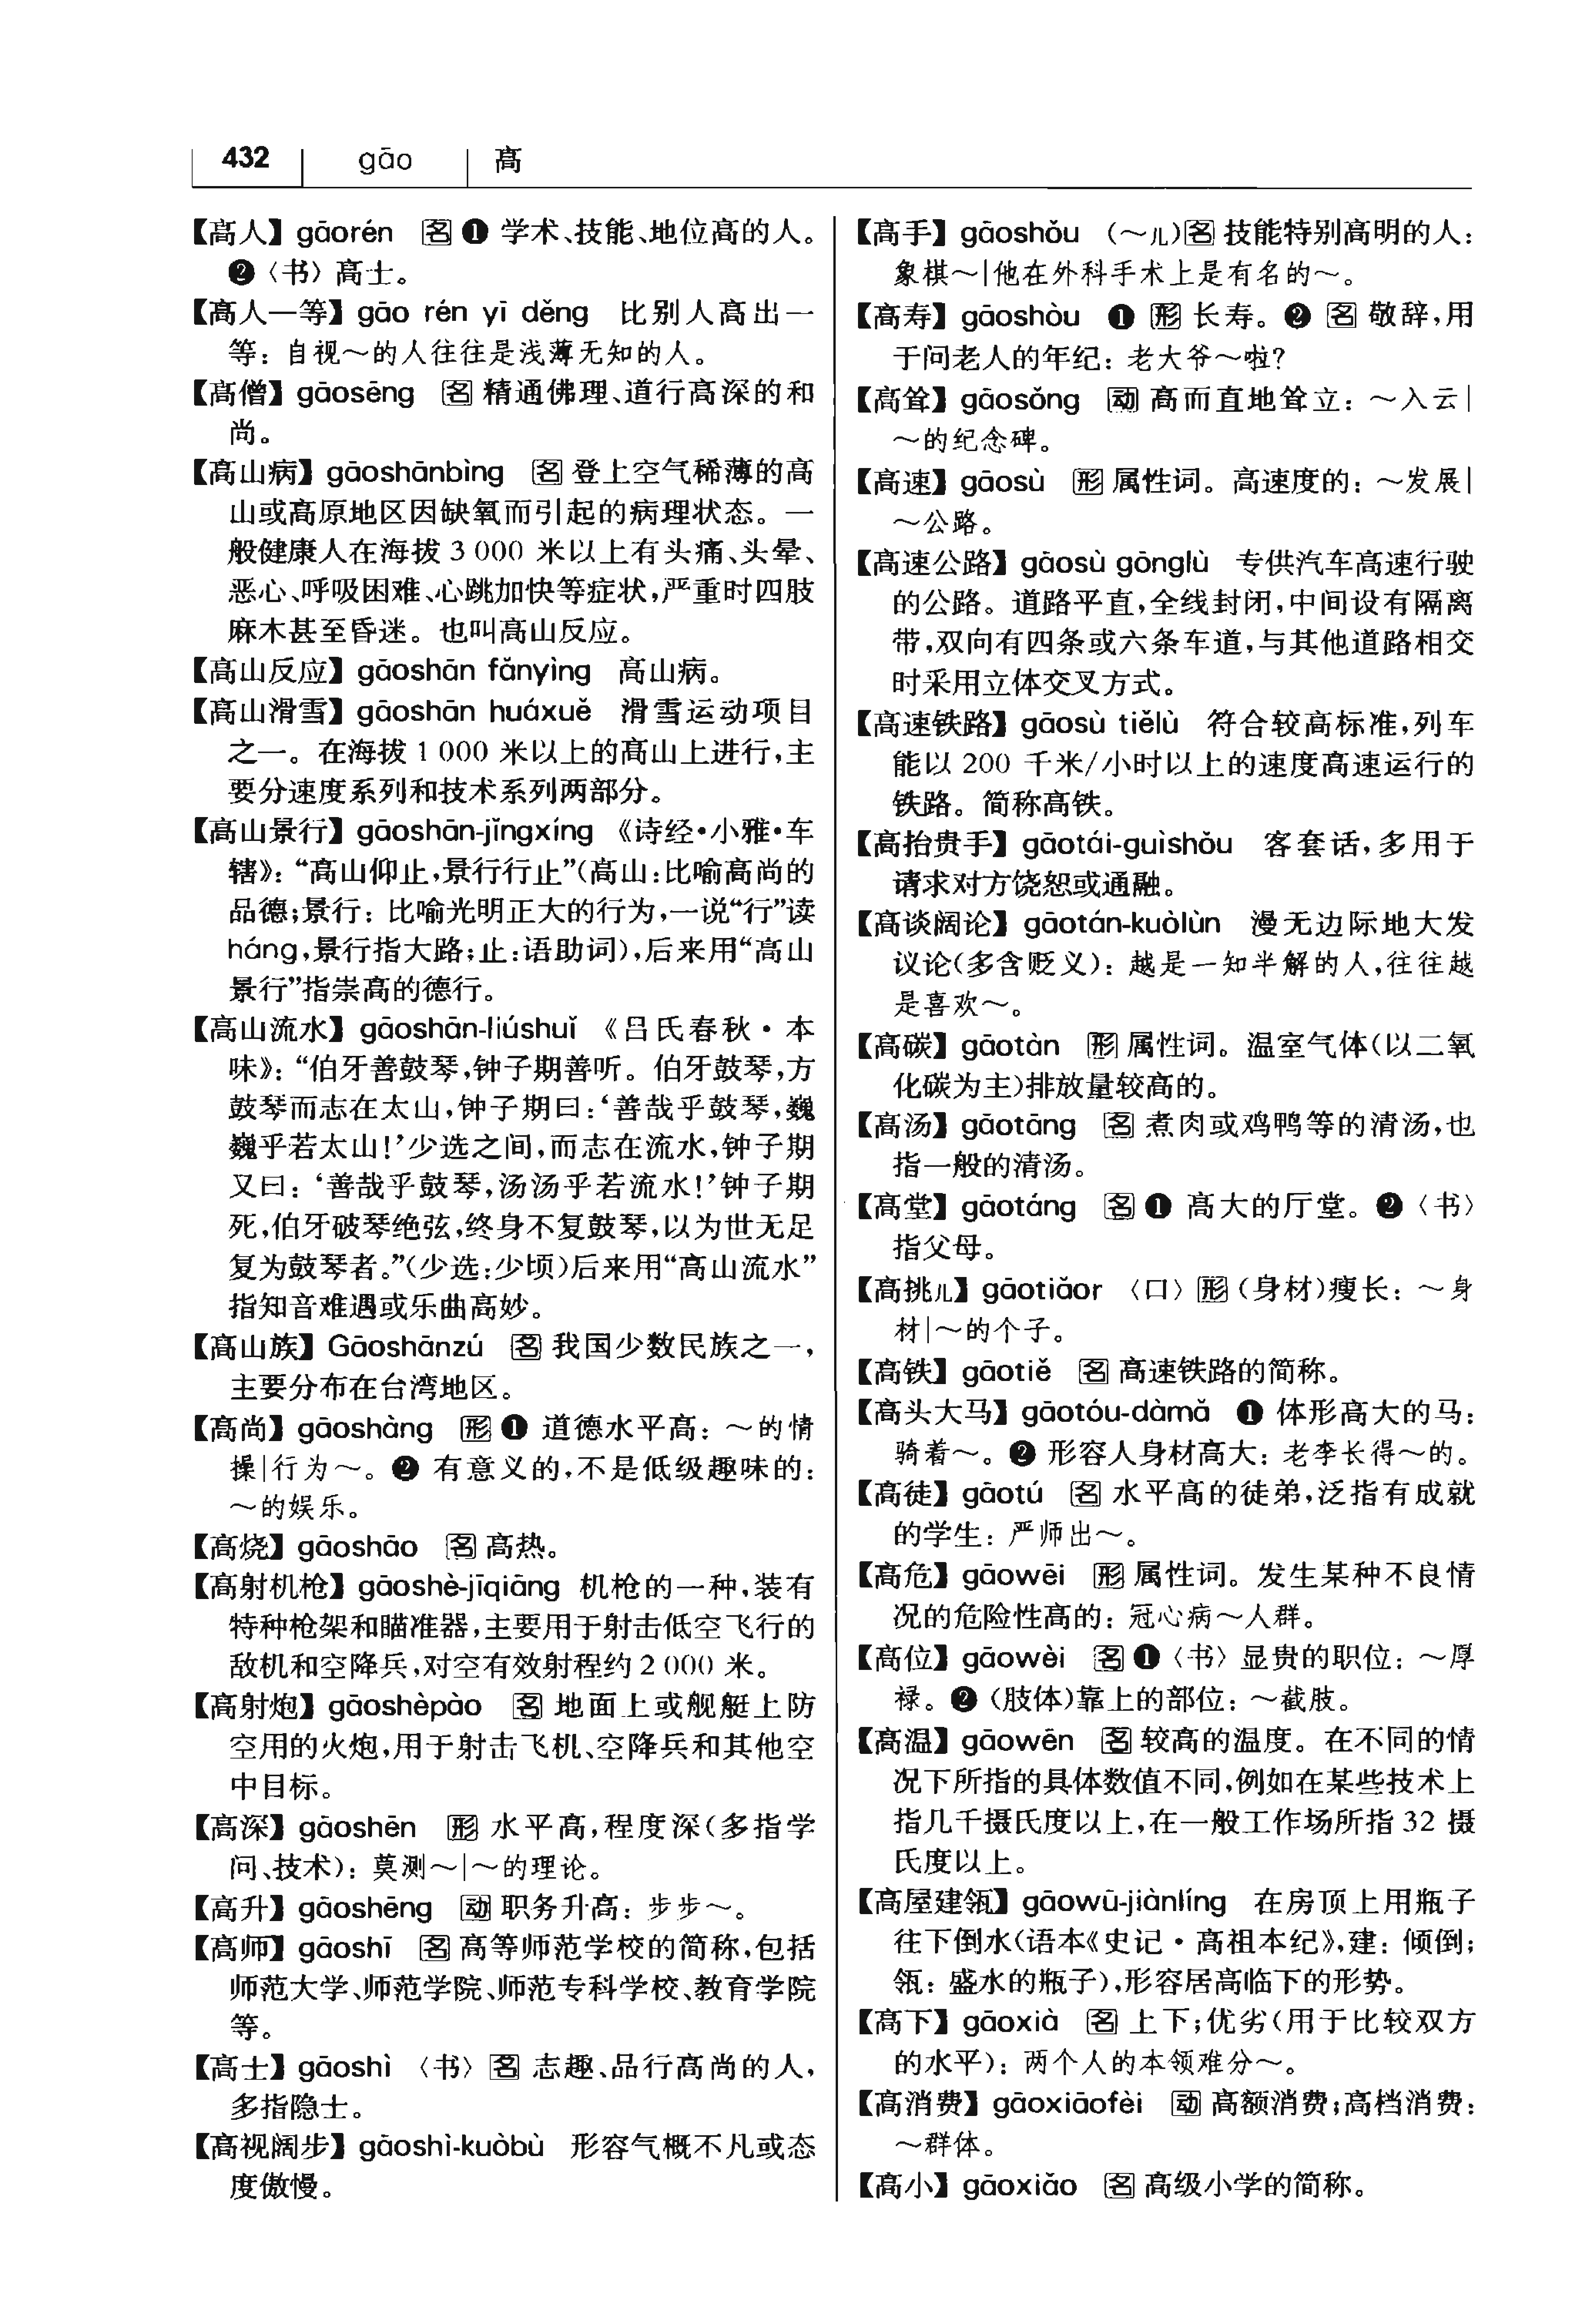 432 gāo 高
【高人】 gāorén 名 ❶ 学术、技能、地位高的人。
❷〈书〉高士。
【高人一等】 gāo rén yī děng 比别人高出一
等：自视～的人往往是浅薄无知的人。
【高僧】 gāosēng 名 精通佛理、道行高深的和
尚。
【高山病】 gāoshānbìng 名 登上空气稀薄的高
山或高原地区因缺氧而引起的病理状态。一
般健康人在海拔 3 000 米以上有头痛、头晕、
恶心、呼吸困难、心跳加快等症状，严重时四肢
麻木甚至昏迷。也叫高山反应。
【高山反应】 gāoshān fǎnyìng 高山病。
【高山滑雪】 gāoshān huáxuě 滑雪运动项目
之一。在海拔 1 000 米以上的高山上进行，主
要分速度系列和技术系列两部分。
【高山景行】 gāoshān-jǐngxíng 《诗经·小雅·车
辖》：“高山仰止，景行行止”（高山：比喻高尚的
品德；景行：比喻光明正大的行为，一说“行”读
háng，景行指大路；止：语助词），后来用“高山
景行”指崇高的德行。
【高山流水】 gāoshān-liúshuǐ 《吕氏春秋·本
味》：“伯牙善鼓琴，钟子期善听。伯牙鼓琴，方
鼓琴而志在太山，钟子期曰：‘善哉乎鼓琴，巍
巍乎若太山！’少选之间，而志在流水，钟子期
又曰：‘善哉乎鼓琴，汤汤乎若流水！’钟子期
死，伯牙破琴绝弦，终身不复鼓琴，以为世无足
复为鼓琴者。”（少选：少顷）后来用“高山流水”
指知音难遇或乐曲高妙。
【高山族】 Gāoshānzú 名 我国少数民族之一，
主要分布在台湾地区。
【高尚】 gāoshàng 形 ❶ 道德水平高：～的情
操|行为～。❷ 有意义的，不是低级趣味的：
～的娱乐。
【高烧】 gāoshāo 名 高热。
【高射机枪】 gāoshè-jīqiāng 机枪的一种，装有
特种枪架和瞄准器，主要用于射击低空飞行的
敌机和空降兵，对空有效射程约 2 000 米。
【高射炮】 gāoshèpào 名 地面上或舰艇上防
空用的火炮，用于射击飞机、空降兵和其他空
中目标。
【高深】 gāoshēn 形 水平高，程度深（多指学
问、技术）：莫测～|～的理论。
【高升】 gāoshēng 动 职务升高：步步～。
【高师】 gāoshī 名 高等师范学校的简称，包括
师范大学、师范学院、师范专科学校、教育学院
等。
【高士】 gāoshì 〈书〉 名 志趣、品行高尚的人，
多指隐士。
【高视阔步】 gāoshì-kuòbù 形容气概不凡或态
度傲慢。
【高手】 gāoshǒu （～儿）名 技能特别高明的人：
象棋～|他在外科手术上是有名的～。
【高寿】 gāoshòu ❶ 形 长寿。❷ 名 敬辞，用
于问老人的年纪：老大爷～啦？
【高耸】 gāosǒng 动 高而直地耸立：～入云|
～的纪念碑。
【高速】 gāosù 形 属性词。高速度的：～发展|
～公路。
【高速公路】 gāosù gōnglù 专供汽车高速行驶
的公路。道路平直，全线封闭，中间设有隔离
带，双向有四条或六条车道，与其他道路相交
时采用立体交叉方式。
【高速铁路】 gāosù tiělù 符合较高标准，列车
能以 200 千米/小时以上的速度高速运行的
铁路。简称高铁。
【高抬贵手】 gāotái-guìshǒu 客套话，多用于
请求对方饶恕或通融。
【高谈阔论】 gāotán-kuòlùn 漫无边际地大发
议论（多含贬义）：越是一知半解的人，往往越
是喜欢～。
【高碳】 gāotàn 形 属性词。温室气体（以二氧
化碳为主）排放量较高的。
【高汤】 gāotāng 名 煮肉或鸡鸭等的清汤，也
指一般的清汤。
【高堂】 gāotáng 名 ❶ 高大的厅堂。❷〈书〉
指父母。
【高挑儿】 gāotiǎor 〈口〉 形（身材）瘦长：～身
材|～的个子。
【高铁】 gāotiě 名 高速铁路的简称。
【高头大马】 gāotóu-dàmǎ ❶ 体形高大的马：
骑着～。❷ 形容人身材高大：老李长得～的。
【高徒】 gāotú 名 水平高的徒弟，泛指有成就
的学生：严师出～。
【高危】 gāowēi 形 属性词。发生某种不良情
况的危险性高的：冠心病～人群。
【高位】 gāowèi 名 ❶〈书〉显贵的职位：～厚
禄。❷（肢体）靠上的部位：～截肢。
【高温】 gāowēn 名 较高的温度。在不同的情
况下所指的具体数值不同，例如在某些技术上
指几千摄氏度以上，在一般工作场所指 32 摄
氏度以上。
【高屋建瓴】 gāowū-jiànlíng 在房顶上用瓶子
往下倒水（语本《史记·高祖本纪》，建：倾倒；
瓴：盛水的瓶子），形容居高临下的形势。
【高下】 gāoxià 名 上下；优劣（用于比较双方
的水平）：两个人的本领难分～。
【高消费】 gāoxiāofèi 动 高额消费；高档消费：
～群体。
【高小】 gāoxiǎo 名 高级小学的简称。